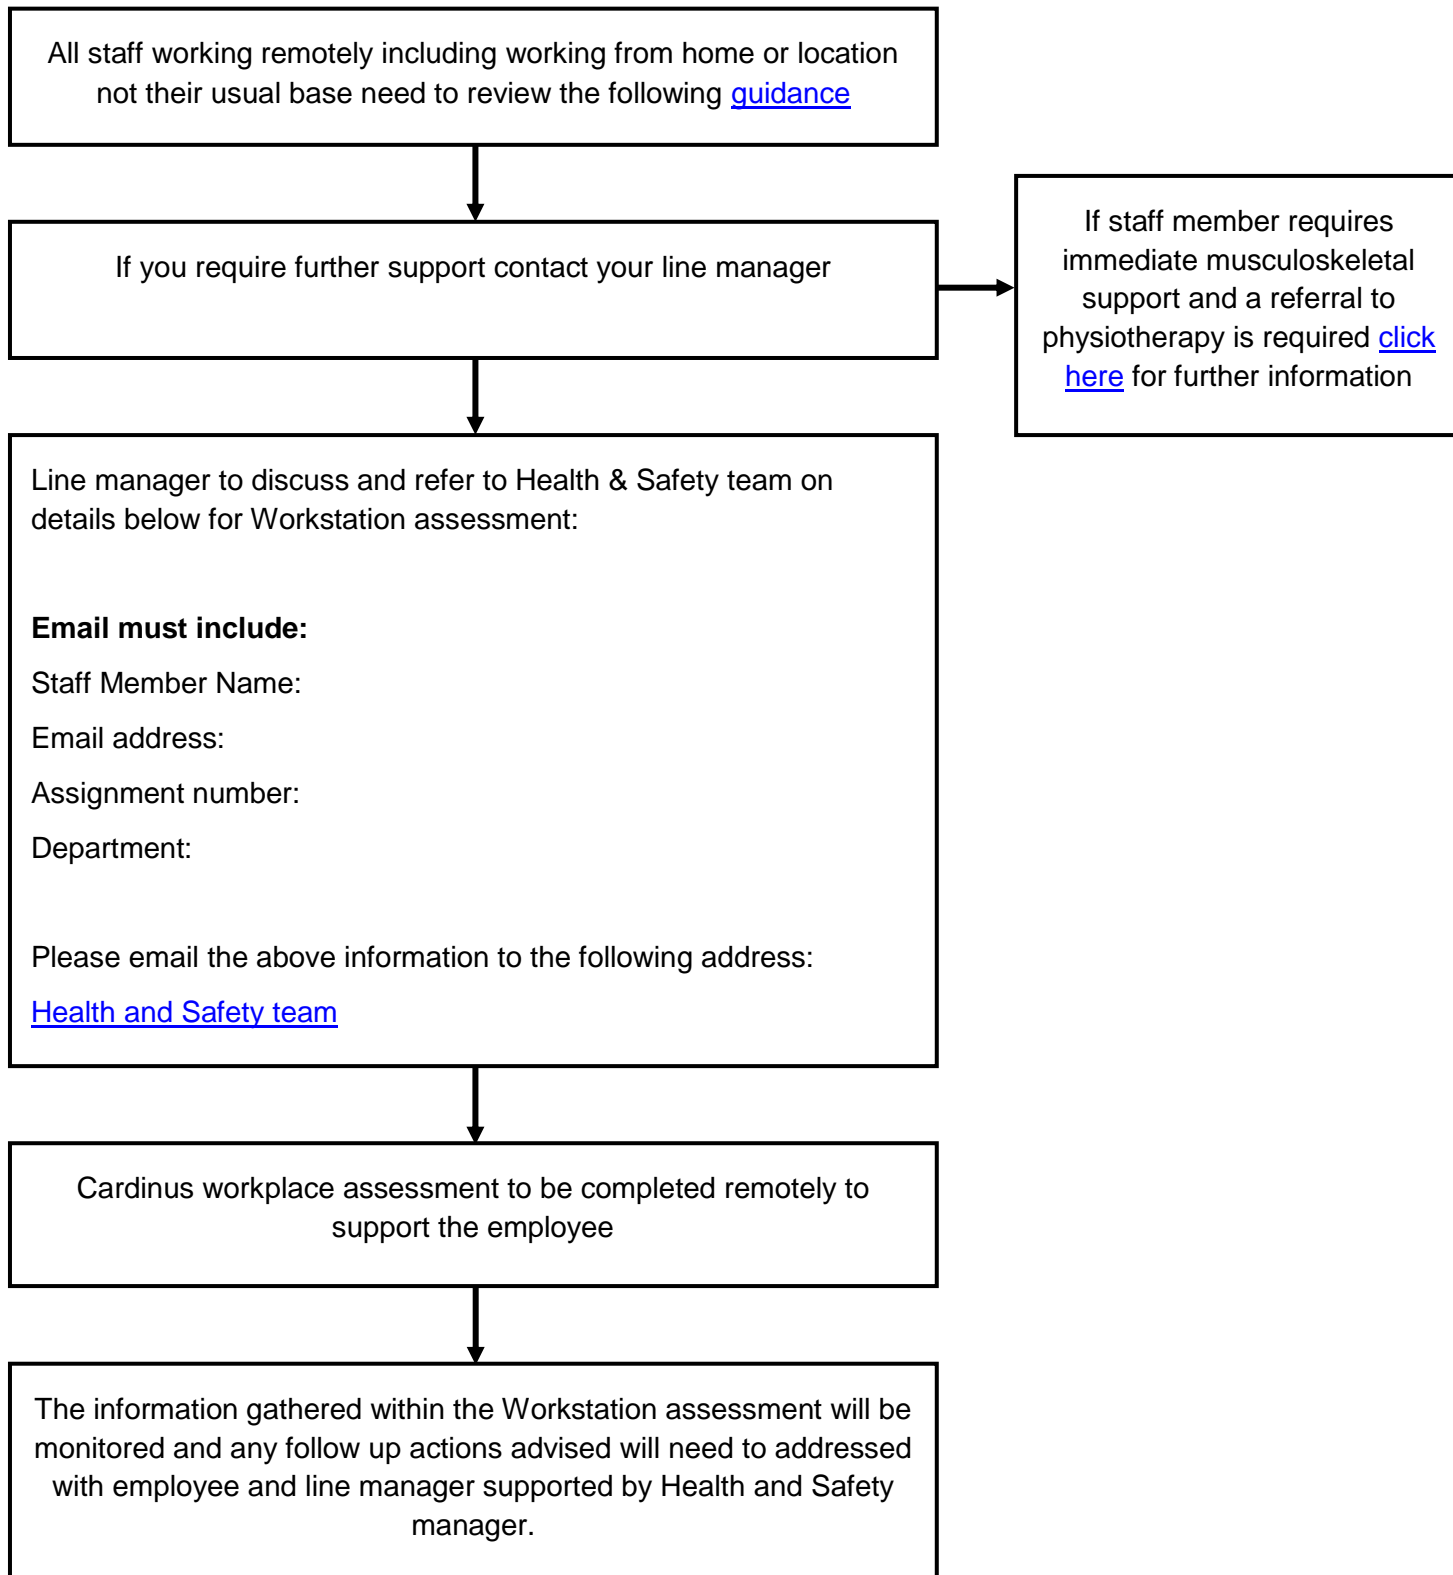 All staff working remotely including working from home or location
not their usual base need to review the following guidance
If you require further support contact your line manager
If staff member requires
immediate musculoskeletal
support and a referral to
physiotherapy is required click
here for further information
Line manager to discuss and refer to Health & Safety team on
details below for Workstation assessment:
Email must include:
Staff Member Name:
Email address:
Assignment number:
Department:
Please email the above information to the following address:
Health and Safety team
Cardinus workplace assessment to be completed remotely to
support the employee
The information gathered within the Workstation assessment will be
monitored and any follow up actions advised will need to addressed
with employee and line manager supported by Health and Safety
manager.